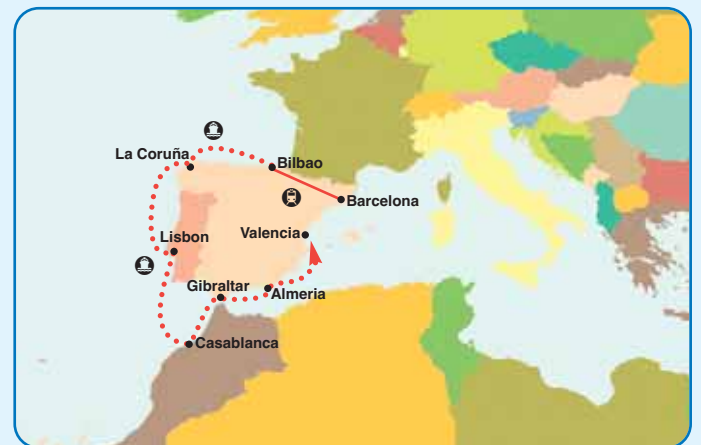 La Coruña
Bilbao
Barcelona
Valencia
Lisbon
Gibraltar
Almeria
Casablanca